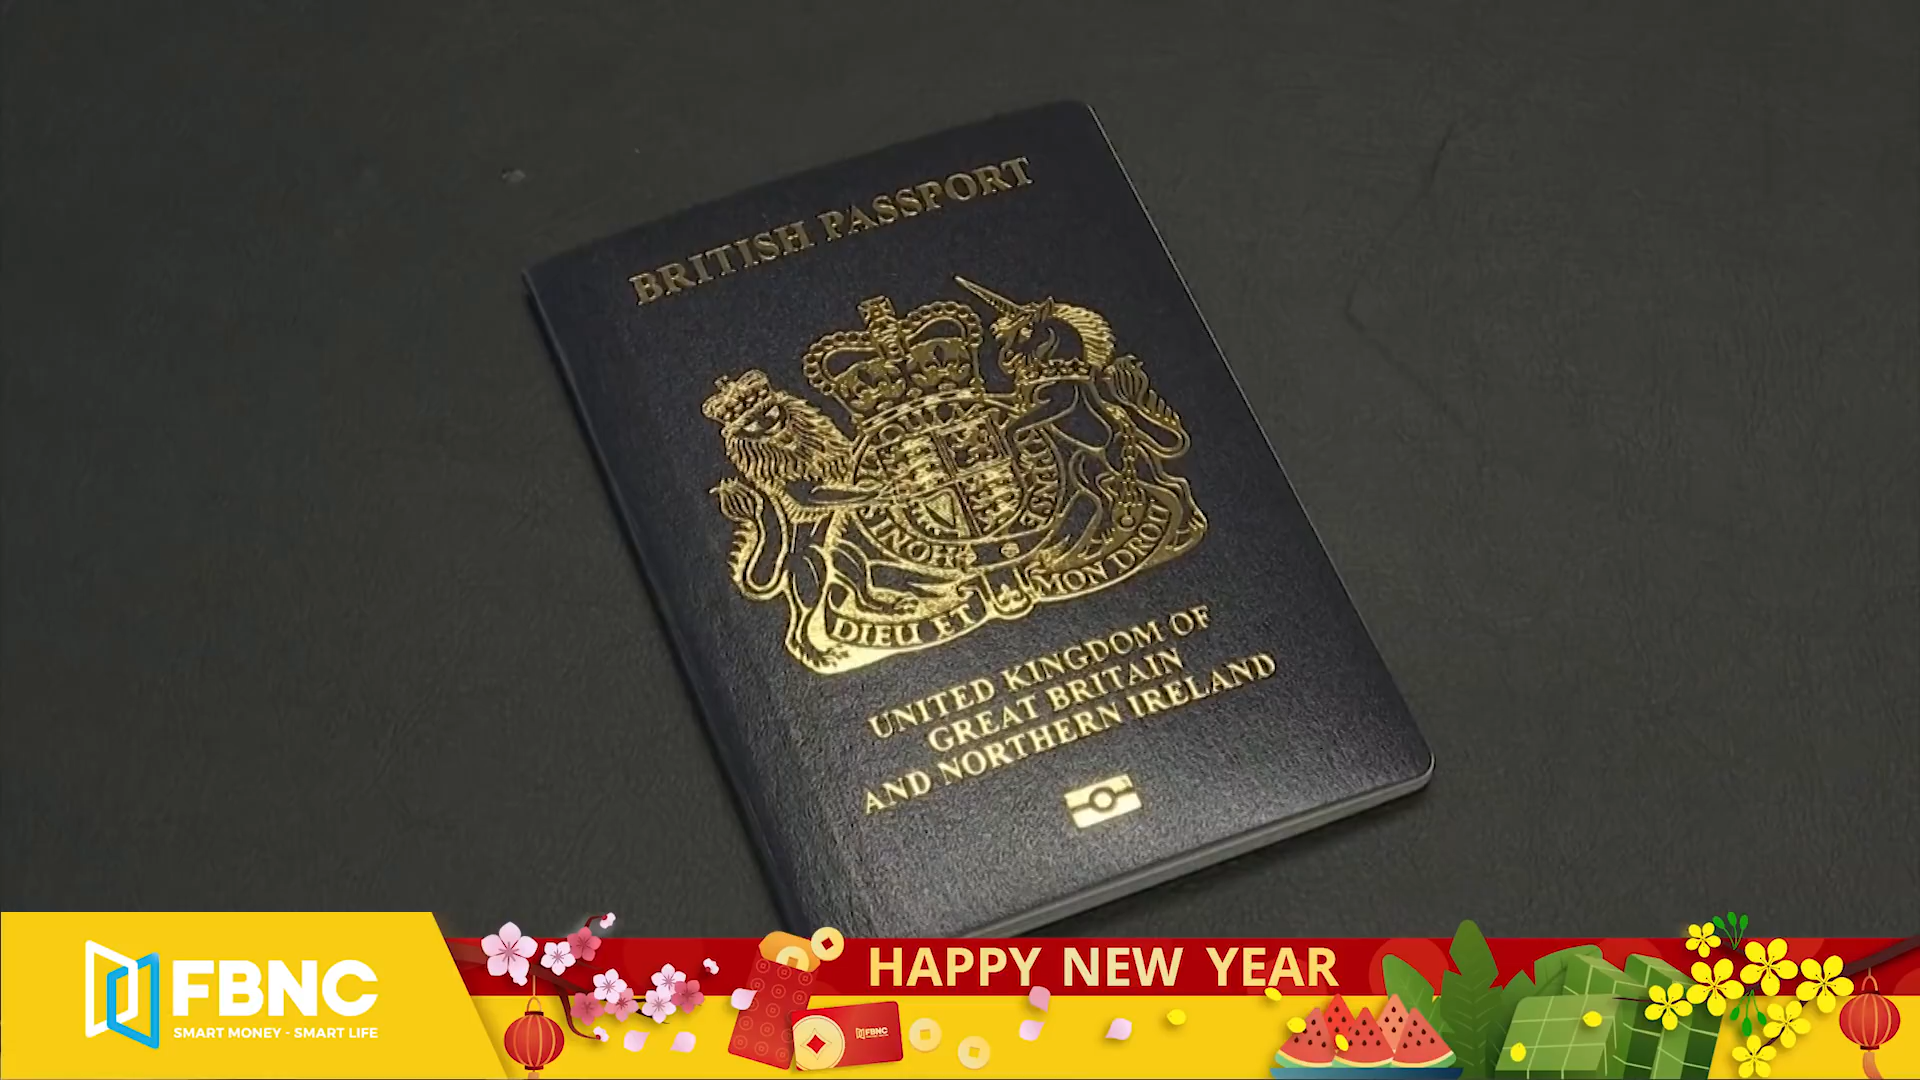 BRITISH PASSPORT
DIEU ET MON DROIT
UNITED KINGDOM OF
GREAT BRITAIN
AND NORTHERN IRELAND
HAPPY NEW YEAR
FBNC
SMART MONEY - SMART LIFE
FBNC